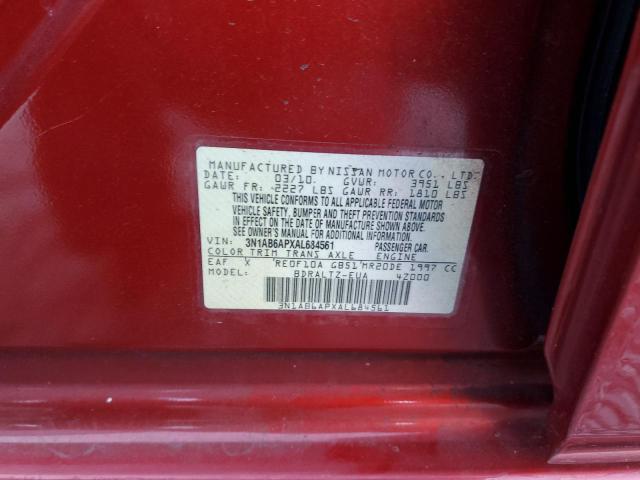 MANUFACTURED BY NISSAN MOTOR CO., LTD.
DATE: 03/10 GVWR: 3951 LBS
GAWR FR: 2227 LBS GAWR RR: 1810 LBS
THIS VEHICLE CONFORMS TO ALL APPLICABLE FEDERAL MOTOR
VEHICLE SAFETY, BUMPER AND THEFT PREVENTION STANDARDS
IN EFFECT ON THE DATE OF MANUFACTURE SHOWN ABOVE.
SEE OWNER'S MANUAL FOR ADDITIONAL INFORMATION.
VIN: 3N1AB6APXAL684561 PASSENGER CAR.
COLOR TRIM TRANS AXLE ENGINE
EAF X RE0F10A GB51 MR20DE 1997 CC
MODEL: BDRALTZ-EUA 4Z000
3N1AB6APXAL684561